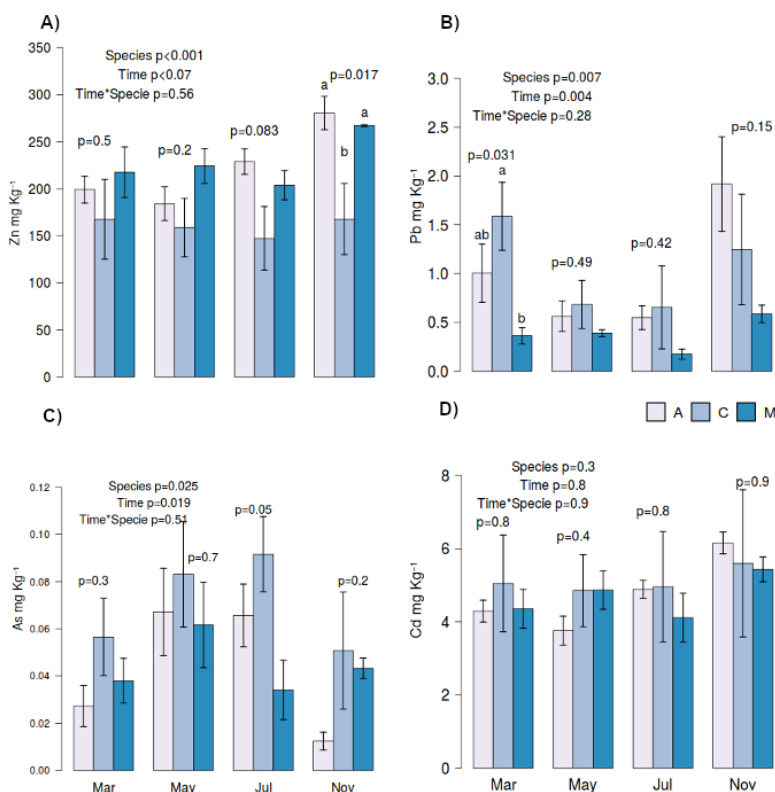 A)
Species p<0.001
Time p<0.07
Time*Specie p=0.56
p=0.5
p=0.2
p=0.083
p=0.017
a
b
a
Zn mg Kg⁻¹
350
300
250
200
150
100
50
0
B)
Species p=0.007
Time p=0.004
Time*Specie p=0.28
p=0.031
a
ab
b
p=0.49
p=0.42
p=0.15
Pb mg Kg⁻¹
3.0
2.5
2.0
1.5
1.0
0.5
0.0
A C M
C)
Species p=0.025
Time p=0.019
Time*Specie p=0.51
p=0.3
p=0.7
p=0.05
p=0.2
As mg Kg⁻¹
0.12
0.10
0.08
0.06
0.04
0.02
0.00
Mar May Jul Nov
D)
Species p=0.3
Time p=0.8
Time*Specie p=0.9
p=0.8
p=0.4
p=0.8
p=0.9
Cd mg Kg⁻¹
8
6
4
2
0
Mar May Jul Nov